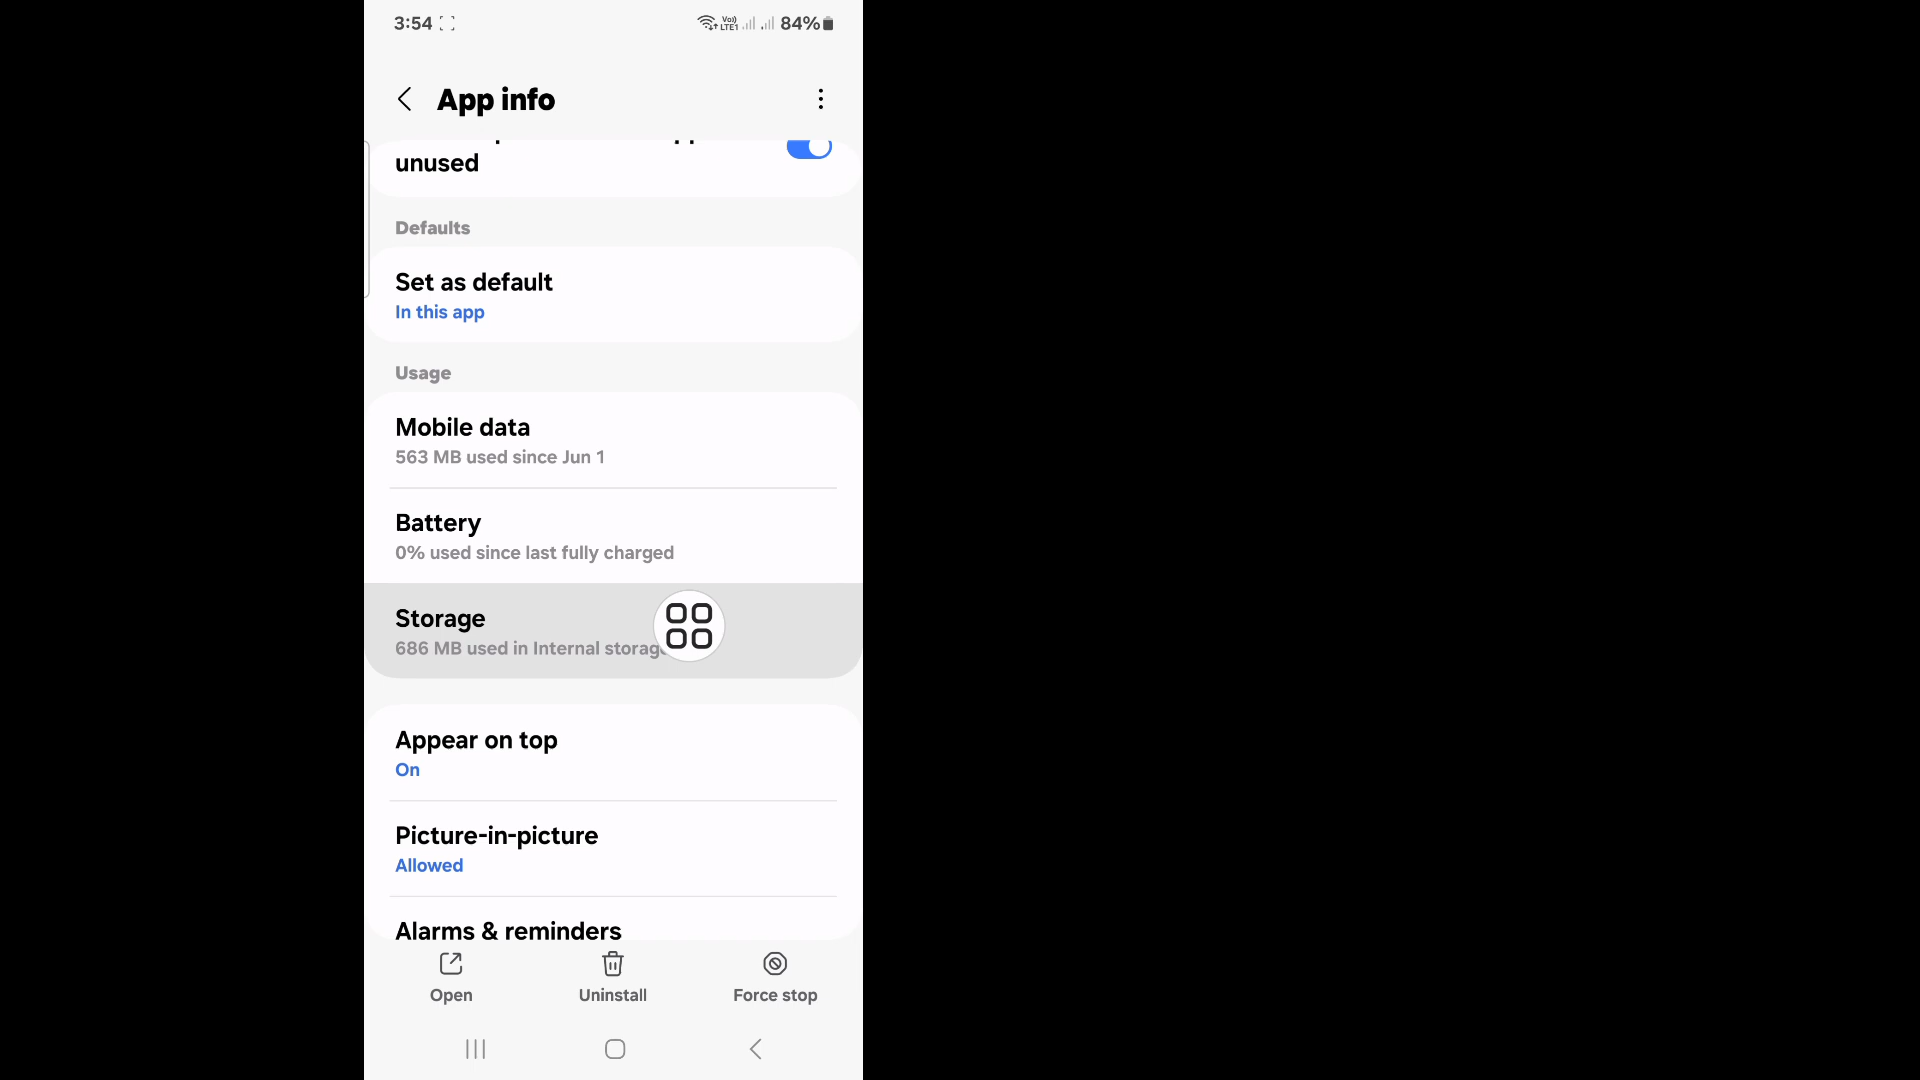 3:54
Vo)
LTE1
84%
App info
unused
Defaults
Set as default
In this app
Usage
Mobile data
563 MB used since Jun 1
Battery
0% used since last fully charged
Storage
686 MB used in Internal
Appear on top
On
Picture-in-picture
Allowed
Alarms & reminders
Open
Uninstall
Force stop